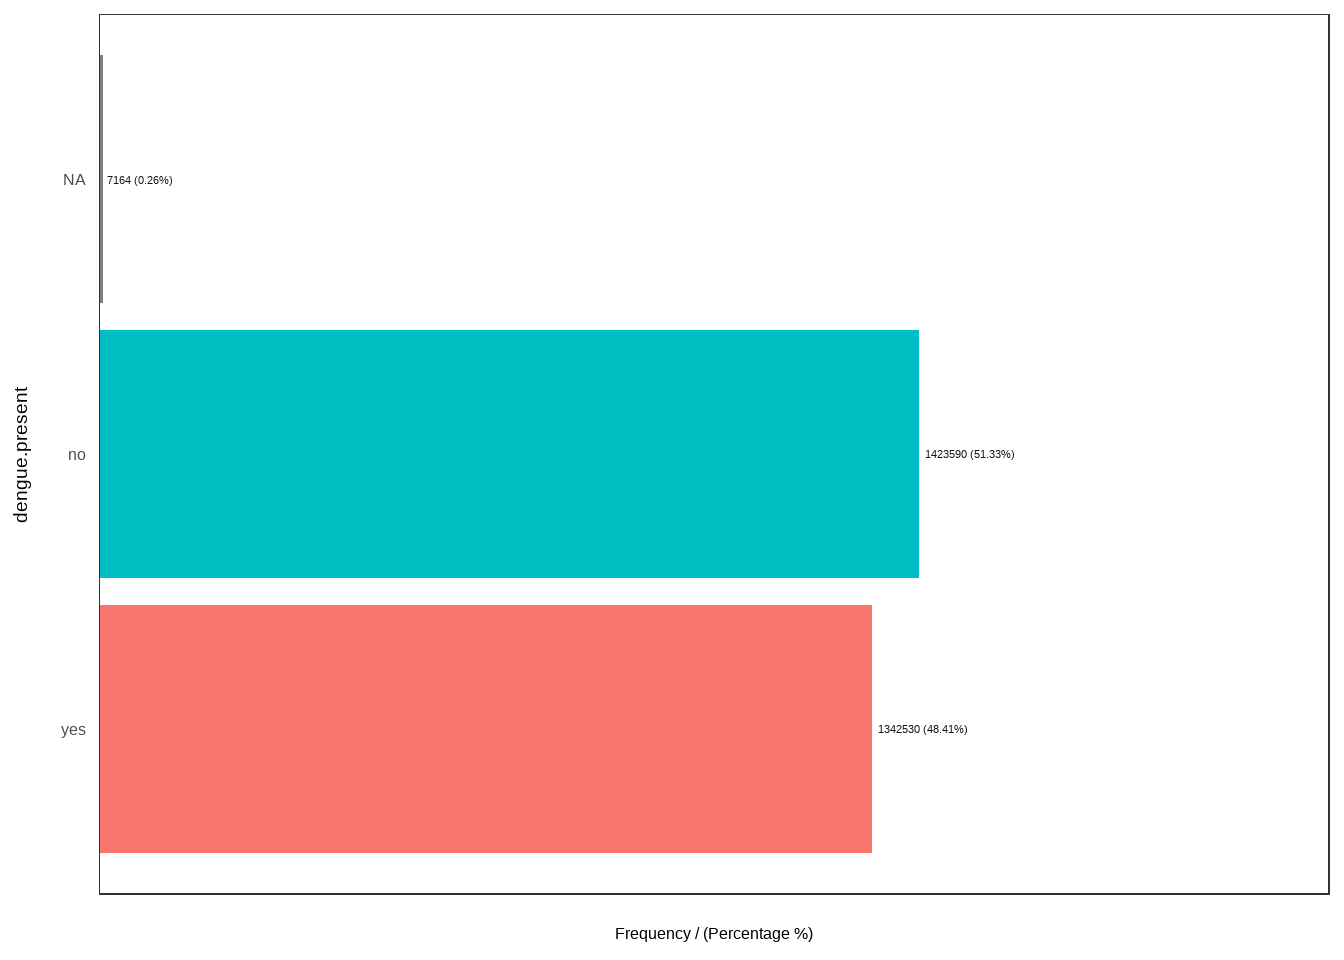 NA
7164 (0.26%)
no
1423590 (51.33%)
yes
1342530 (48.41%)
dengue.present
Frequency / (Percentage %)